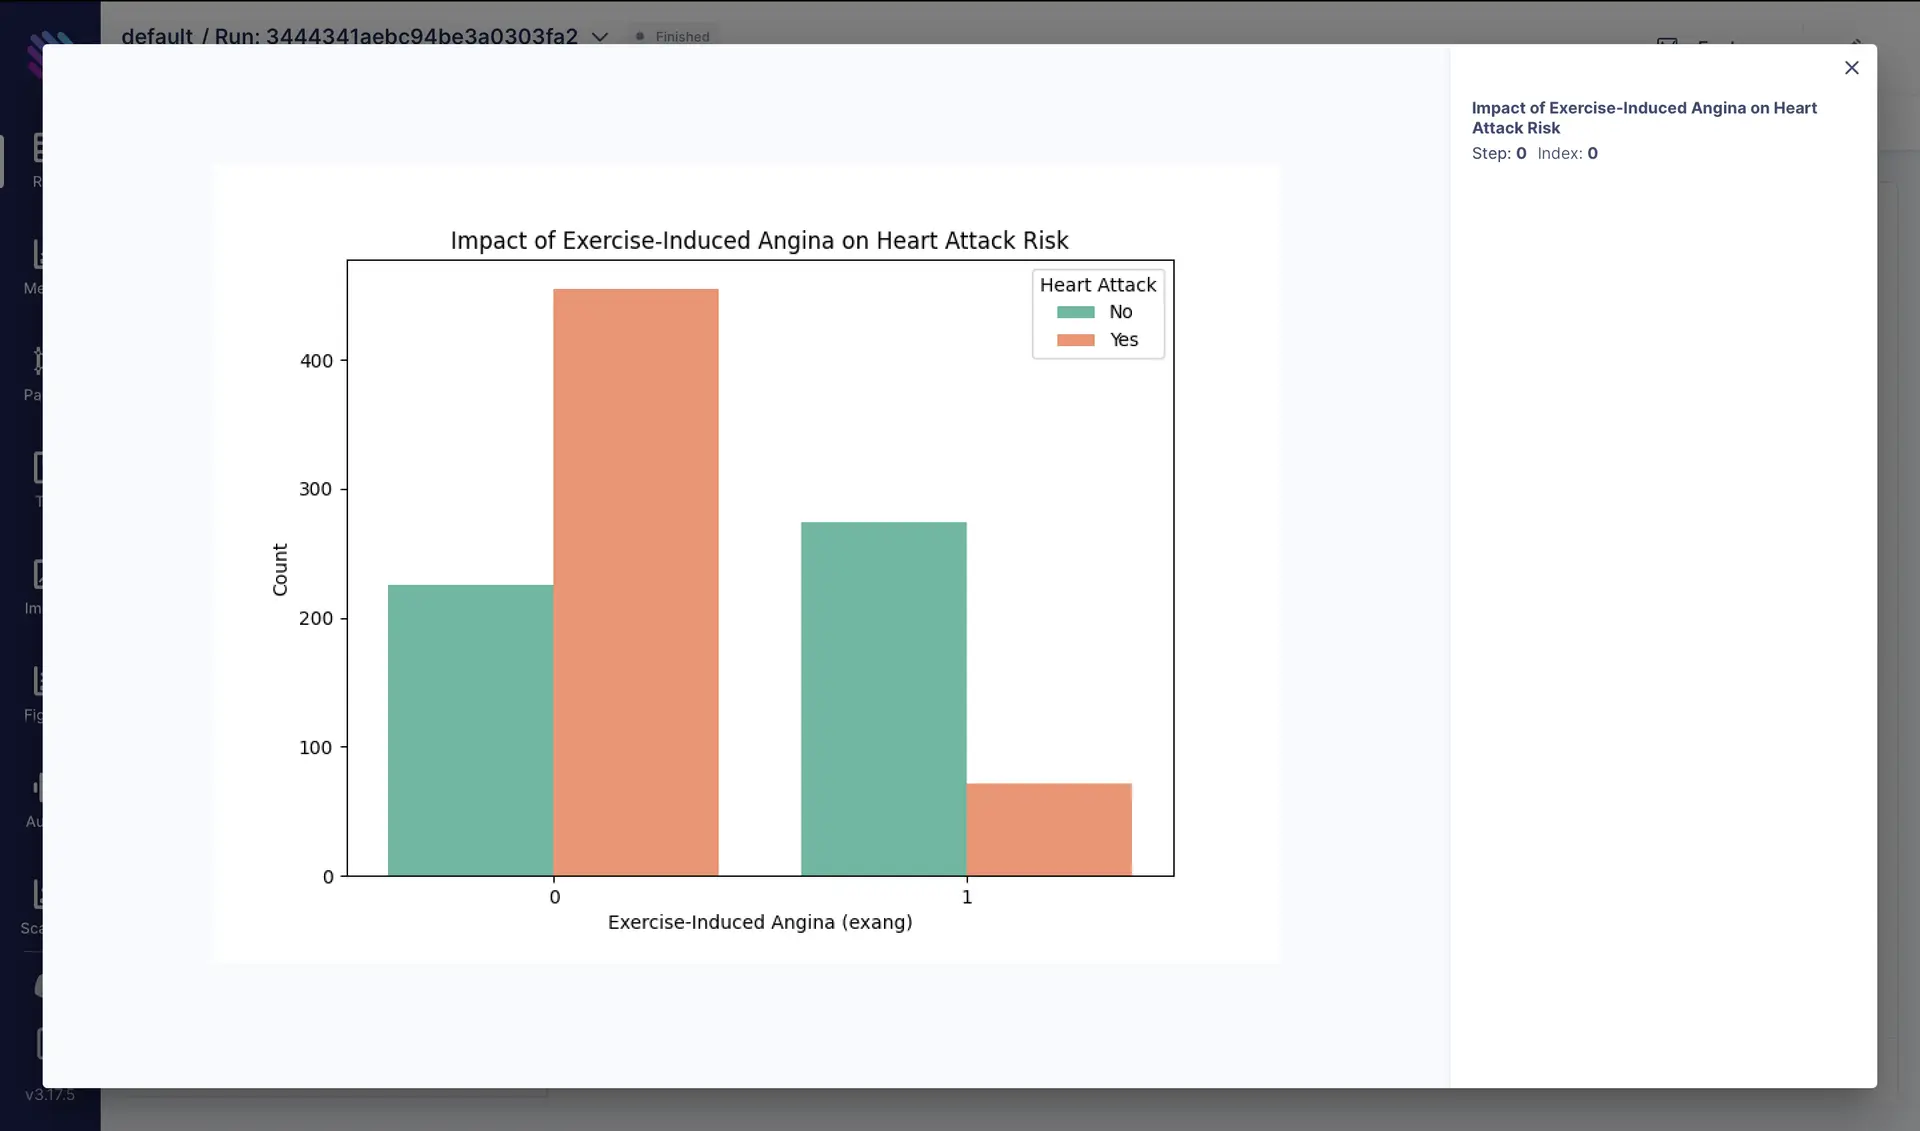 default / Run: 3444341aebc94be3a0303fa2
Finished
Impact of Exercise-Induced Angina on Heart
Attack Risk
Step: 0 Index: 0
Impact of Exercise-Induced Angina on Heart Attack Risk
Heart Attack
No
Yes
400
300
200
100
0
Count
0
1
Exercise-Induced Angina (exang)
v3.17.5